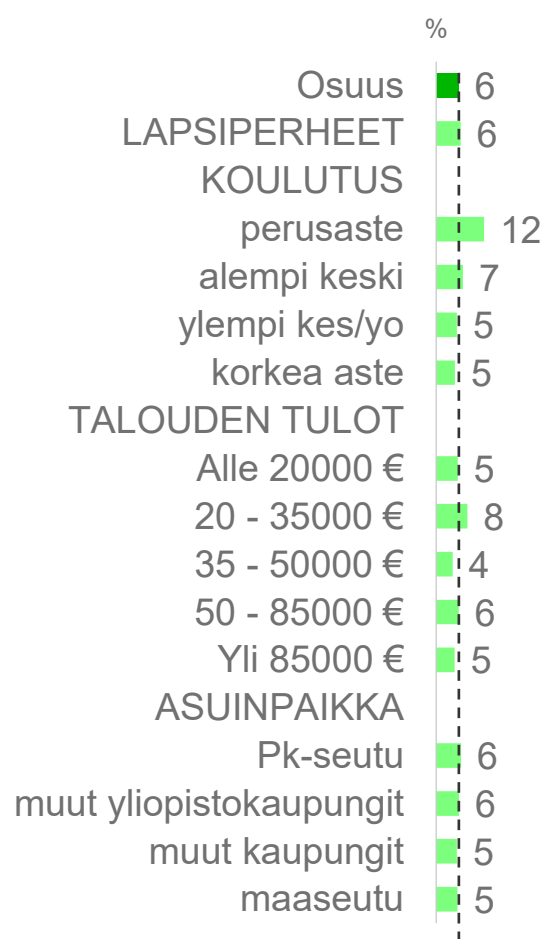 %
Osuus 6
LAPSIPERHEET 6
KOULUTUS
perusaste 12
alempi keski 7
ylempi kes/yo 5
korkea aste 5
TALOUDEN TULOT
Alle 20000 € 5
20 - 35000 € 8
35 - 50000 € 4
50 - 85000 € 6
Yli 85000 € 5
ASUINPAIKKA
Pk-seutu 6
muut yliopistokaupungit 6
muut kaupungit 5
maaseutu 5